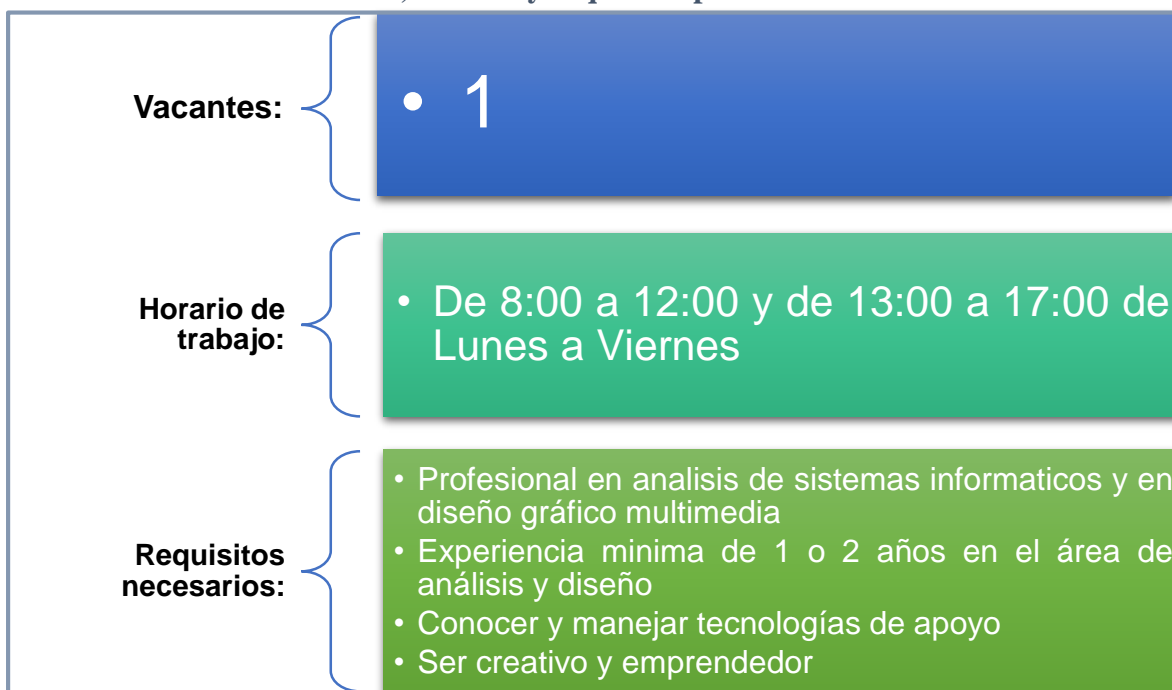 Vacantes:
• 1
Horario de
trabajo:
• De 8:00 a 12:00 y de 13:00 a 17:00 de
Lunes a Viernes
Requisitos
necesarios:
• Profesional en analisis de sistemas informaticos y en
diseño gráfico multimedia
• Experiencia minima de 1 o 2 años en el área de
análisis y diseño
• Conocer y manejar tecnologías de apoyo
• Ser creativo y emprendedor